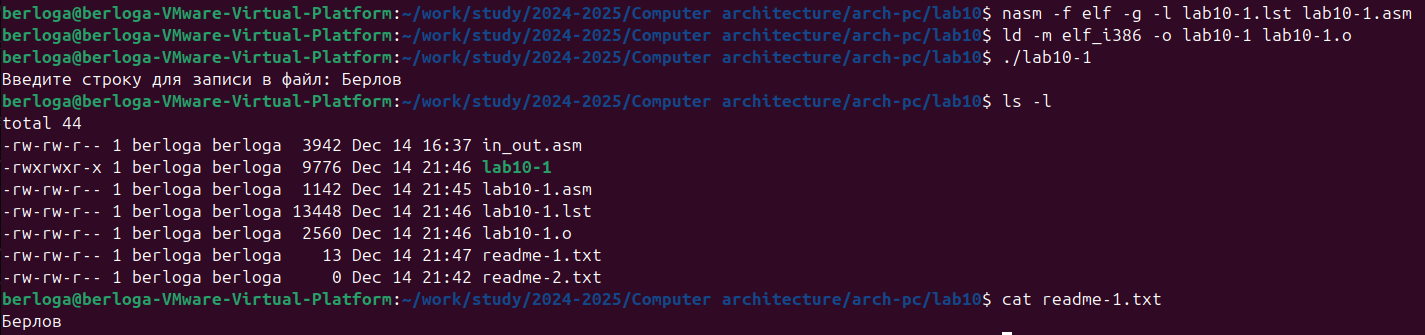 berloga@berloga-VMware-Virtual-Platform:~/work/study/2024-2025/Computer architecture/arch-pc/lab10$ nasm -f elf -g -l lab10-1.lst lab10-1.asm
berloga@berloga-VMware-Virtual-Platform:~/work/study/2024-2025/Computer architecture/arch-pc/lab10$ ld -m elf_i386 -o lab10-1 lab10-1.o
berloga@berloga-VMware-Virtual-Platform:~/work/study/2024-2025/Computer architecture/arch-pc/lab10$ ./lab10-1
Введите строку для записи в файл: Берлов
berloga@berloga-VMware-Virtual-Platform:~/work/study/2024-2025/Computer architecture/arch-pc/lab10$ ls -l
total 44
-rw-rw-r-- 1 berloga berloga  3942 Dec 14 16:37 in_out.asm
-rwxrwxr-x 1 berloga berloga  9776 Dec 14 21:46 lab10-1
-rw-rw-r-- 1 berloga berloga  1142 Dec 14 21:45 lab10-1.asm
-rw-rw-r-- 1 berloga berloga 13448 Dec 14 21:46 lab10-1.lst
-rw-rw-r-- 1 berloga berloga  2560 Dec 14 21:46 lab10-1.o
-rw-rw-r-- 1 berloga berloga    13 Dec 14 21:47 readme-1.txt
-rw-rw-r-- 1 berloga berloga     0 Dec 14 21:42 readme-2.txt
berloga@berloga-VMware-Virtual-Platform:~/work/study/2024-2025/Computer architecture/arch-pc/lab10$ cat readme-1.txt
Берлов